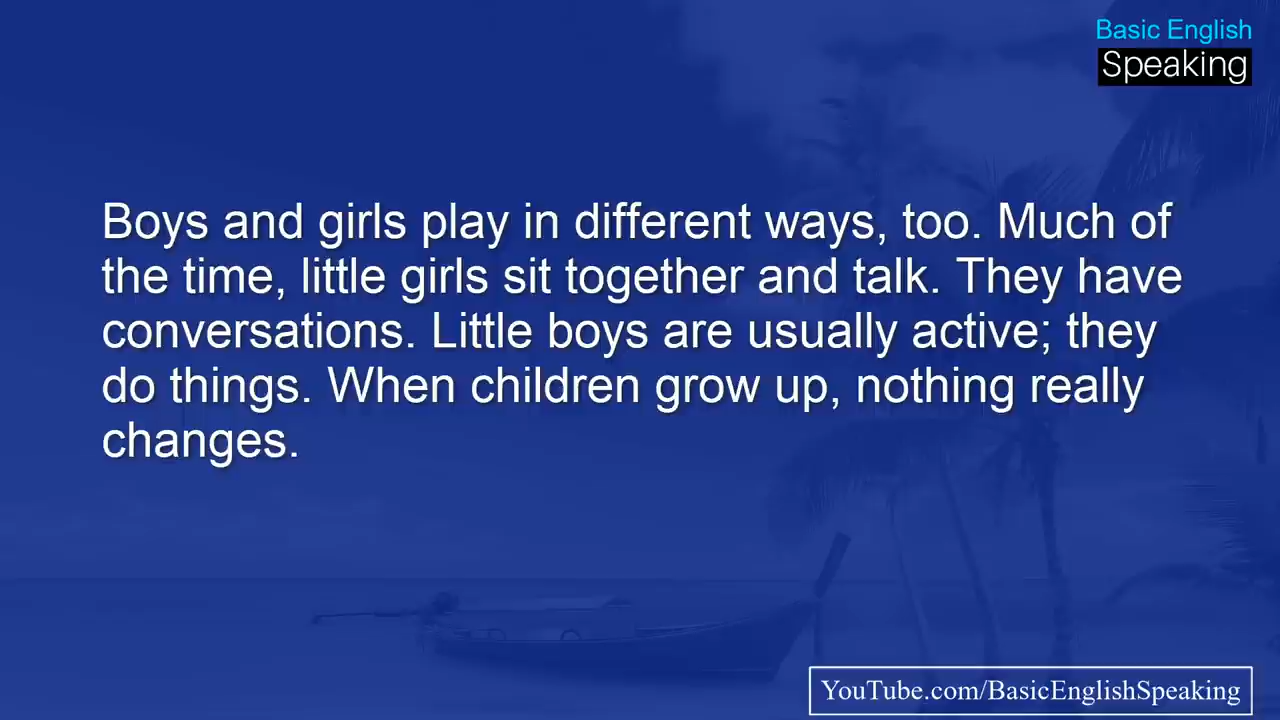 Basic English
Speaking
Boys and girls play in different ways, too. Much of
the time, little girls sit together and talk. They have
conversations. Little boys are usually active; they
do things. When children grow up, nothing really
changes.
YouTube.com/BasicEnglishSpeaking